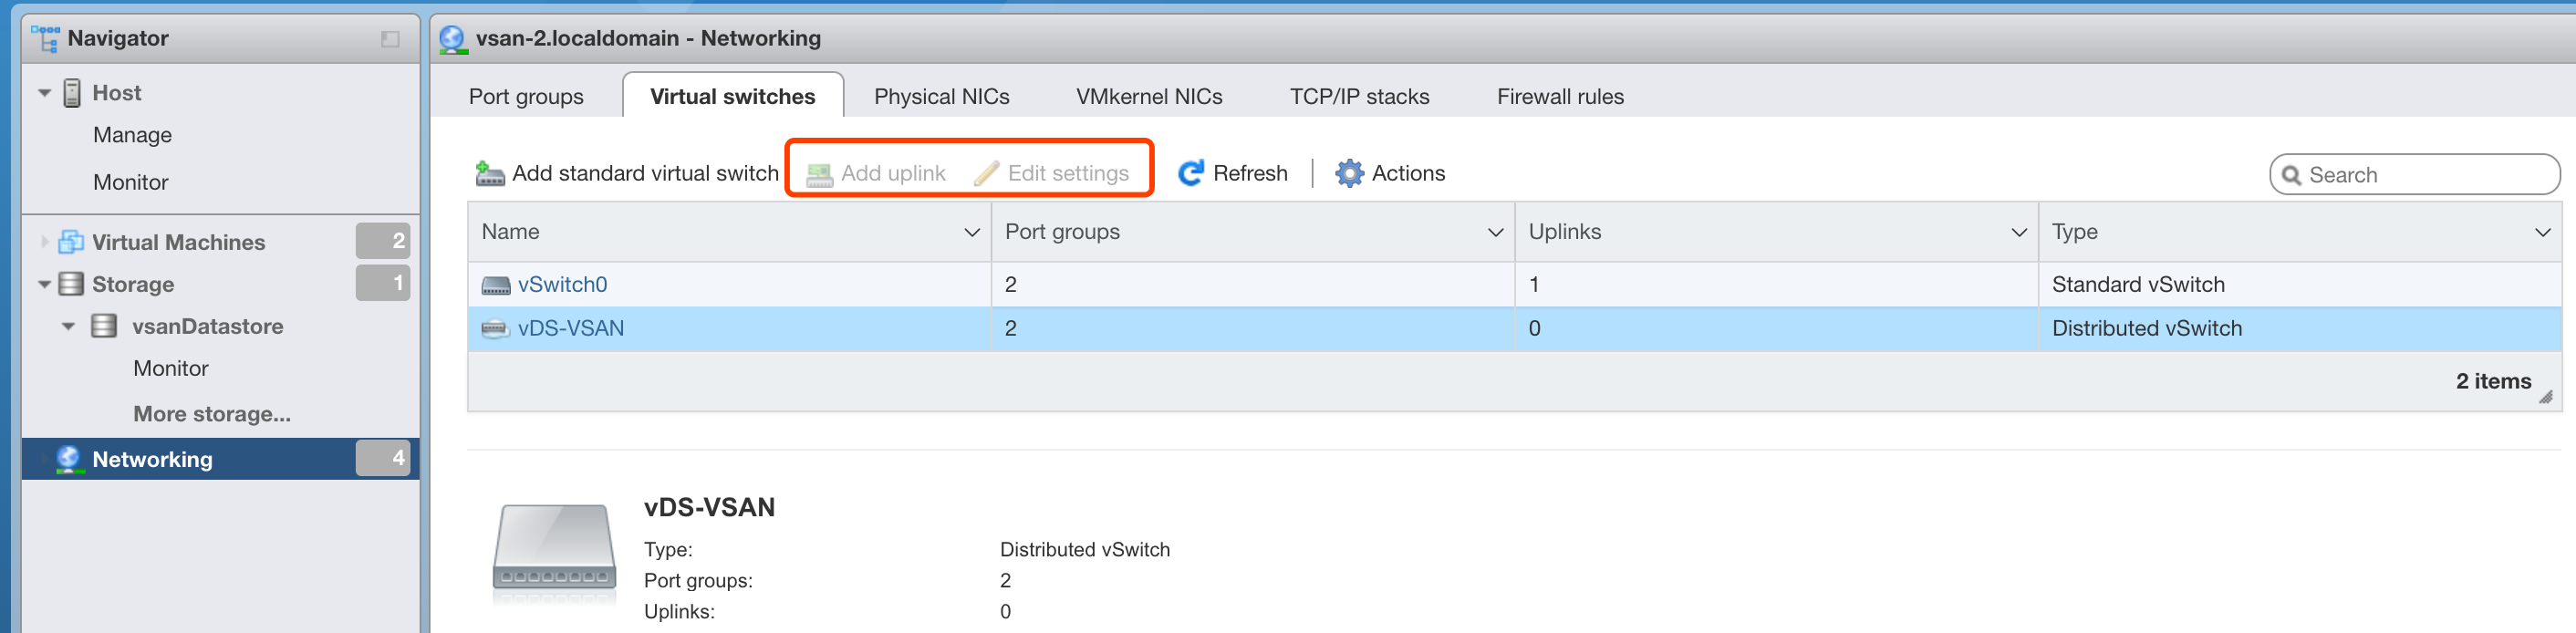 Navigator
Host
Manage
Monitor
Virtual Machines 2
Storage 1
vsanDatastore
Monitor
More storage...
Networking 4
vsan-2.localdomain - Networking
Port groups Virtual switches Physical NICs VMkernel NICs TCP/IP stacks Firewall rules
Add standard virtual switch Add uplink Edit settings Refresh Actions Search
Name Port groups Uplinks Type
vSwitch0 2 1 Standard vSwitch
vDS-VSAN 2 0 Distributed vSwitch
2 items
vDS-VSAN
Type: Distributed vSwitch
Port groups: 2
Uplinks: 0